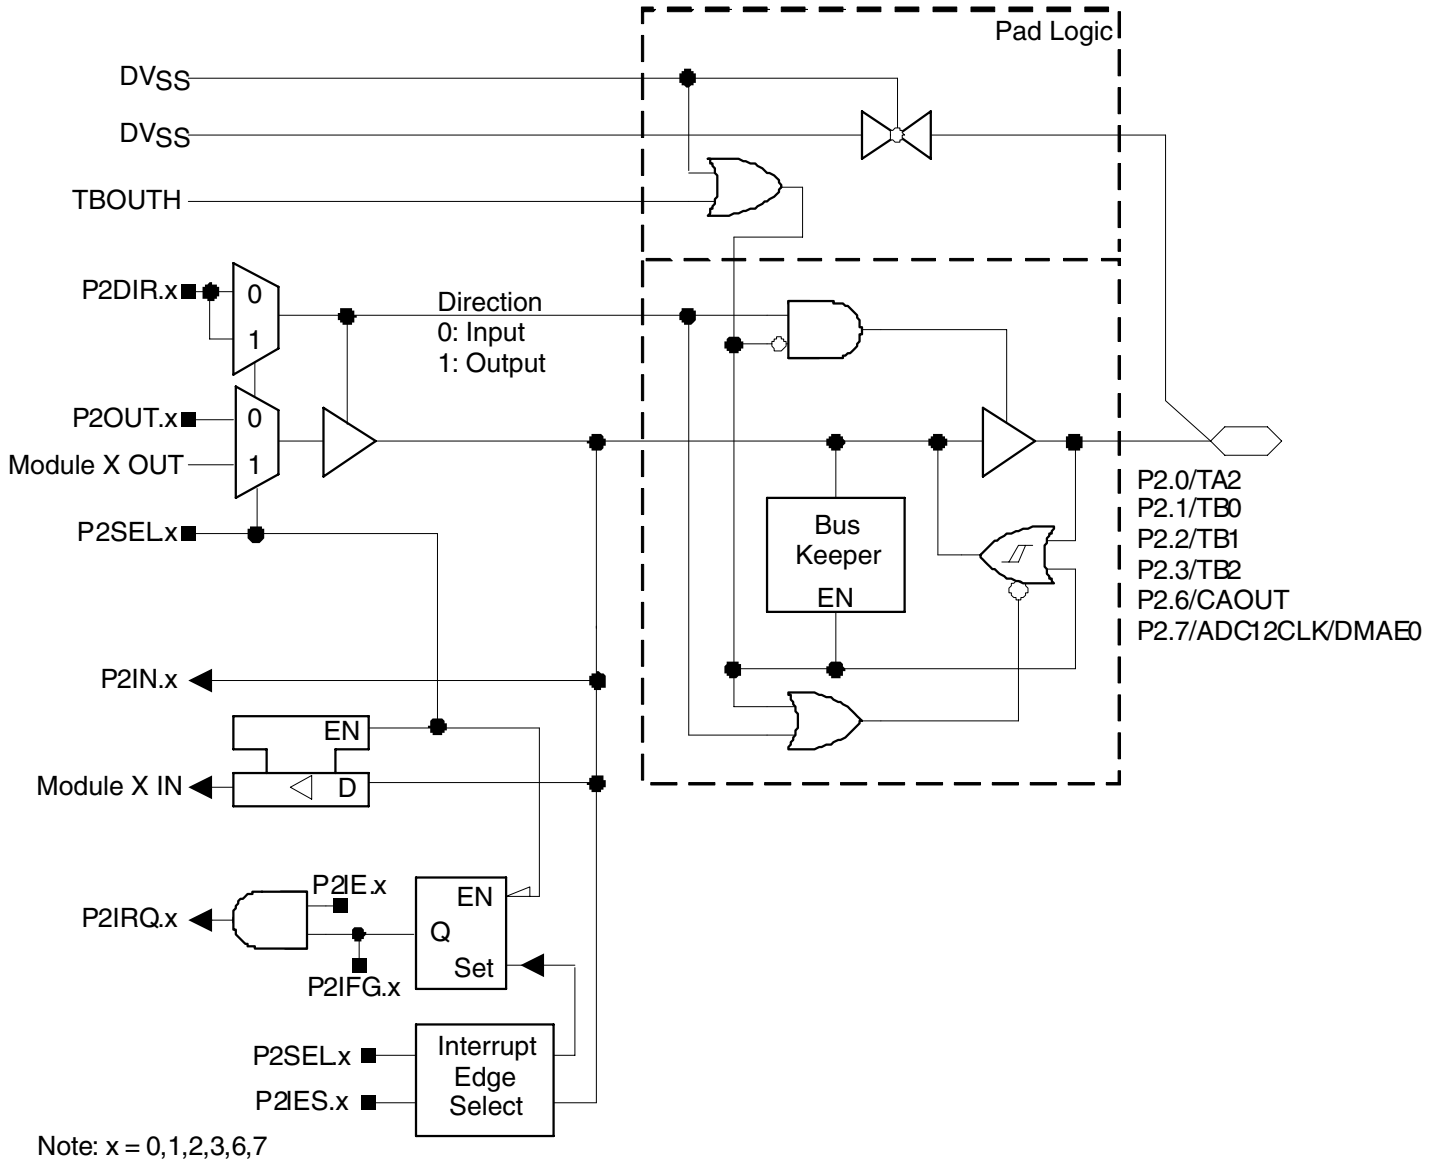 Pad Logic
DVSS
DVSS
TBOUTH
P2DIR.x
0
1
Direction
0: Input
1: Output
P2OUT.x
0
Module X OUT
1
P2SEL.x
Bus
Keeper
EN
P2.0/TA2
P2.1/TB0
P2.2/TB1
P2.3/TB2
P2.6/CAOUT
P2.7/ADC12CLK/DMAE0
P2IN.x
EN
Module X IN
D
P2IE.x
EN
P2IRQ.x
Q
Set
P2IFG.x
P2SEL.x
P2IES.x
Interrupt
Edge
Select
Note: x = 0,1,2,3,6,7